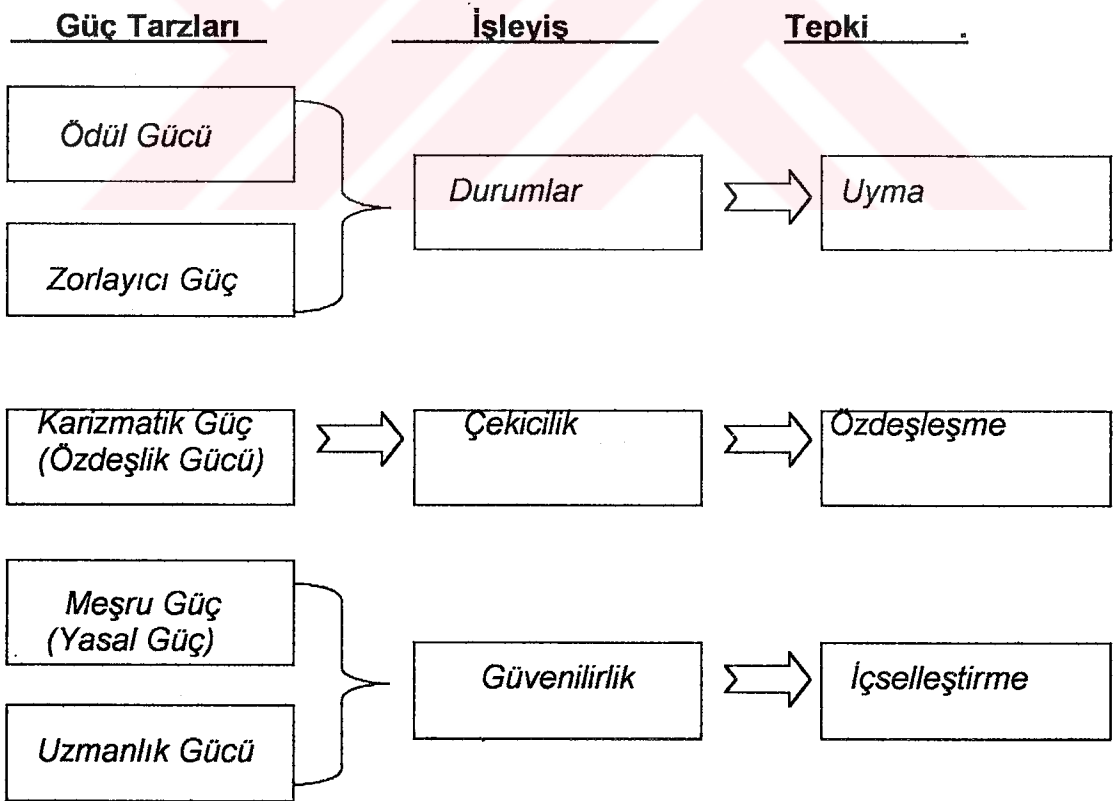 Güç Tarzları İşleyiş Tepki .
Ödül Gücü
Zorlayıcı Güç
Durumlar
Uyma
Karizmatik Güç
(Özdeşlik Gücü)
Çekicilik
Özdeşleşme
Meşru Güç
(Yasal Güç)
Uzmanlık Gücü
Güvenilirlik
İçselleştirme